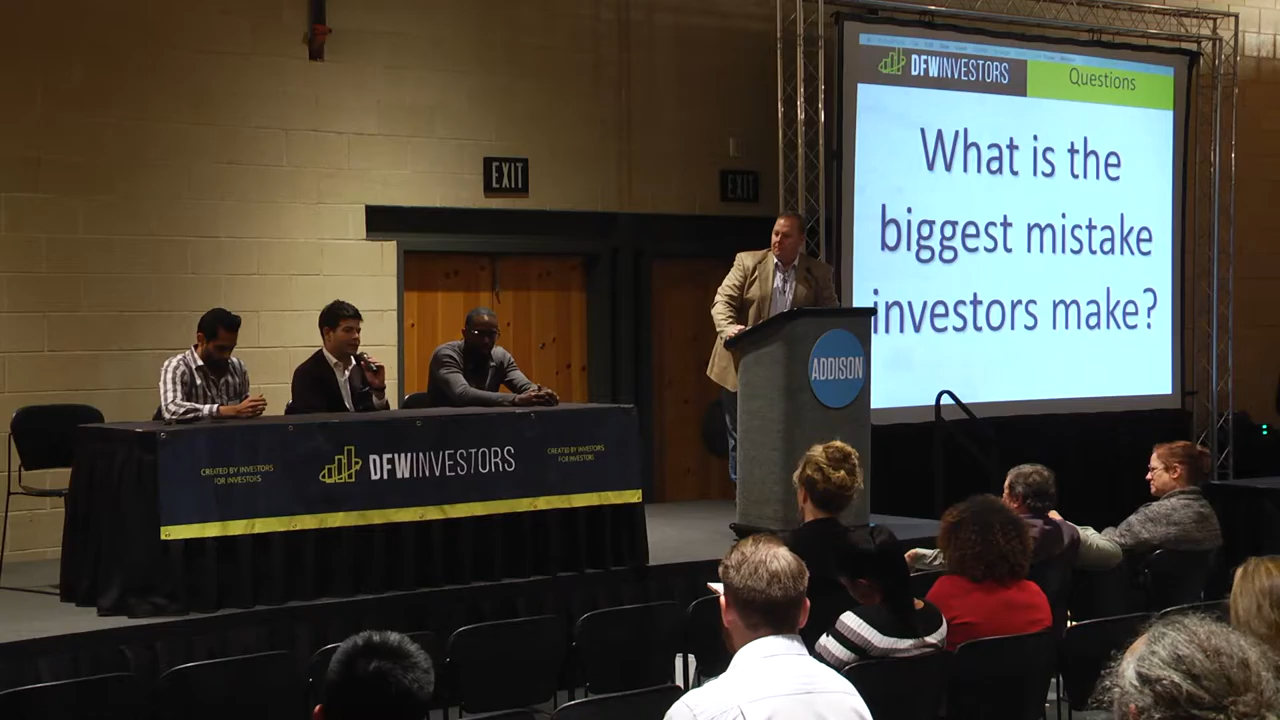 DFWINVESTORS
Questions
What is the
biggest mistake
investors make?
EXIT
EXIT
ADDISON
CREATED BY INVESTORS
FOR INVESTORS
DFWINVESTORS
CREATED BY INVESTORS
FOR INVESTORS